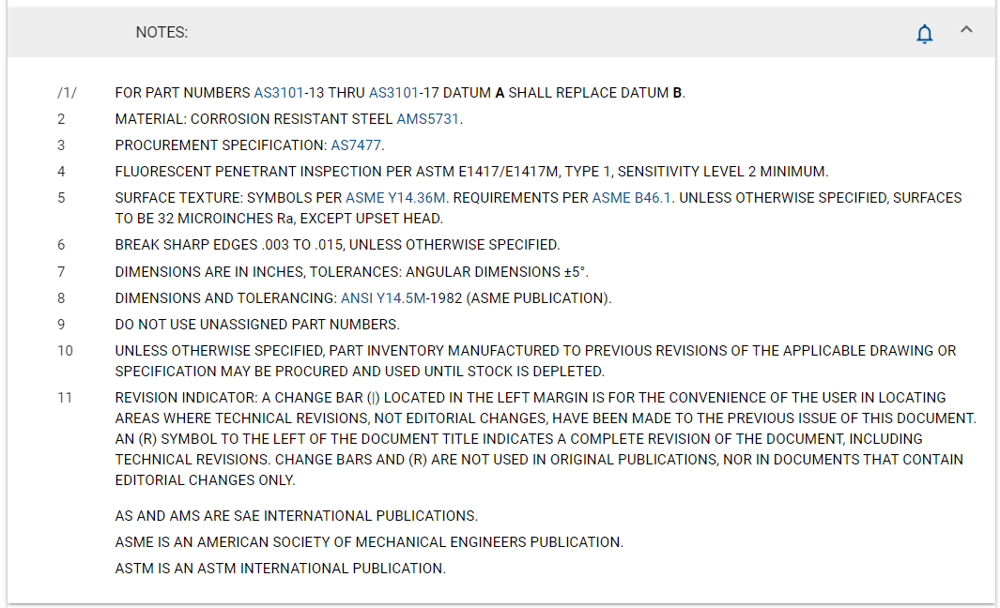 NOTES:
/1/ FOR PART NUMBERS AS3101-13 THRU AS3101-17 DATUM A SHALL REPLACE DATUM B.
2 MATERIAL: CORROSION RESISTANT STEEL AMS5731.
3 PROCUREMENT SPECIFICATION: AS7477.
4 FLUORESCENT PENETRANT INSPECTION PER ASTM E1417/E1417M, TYPE 1, SENSITIVITY LEVEL 2 MINIMUM.
5 SURFACE TEXTURE: SYMBOLS PER ASME Y14.36M. REQUIREMENTS PER ASME B46.1. UNLESS OTHERWISE SPECIFIED, SURFACES
TO BE 32 MICROINCHES Ra, EXCEPT UPSET HEAD.
6 BREAK SHARP EDGES .003 TO .015, UNLESS OTHERWISE SPECIFIED.
7 DIMENSIONS ARE IN INCHES, TOLERANCES: ANGULAR DIMENSIONS ±5°.
8 DIMENSIONS AND TOLERANCING: ANSI Y14.5M-1982 (ASME PUBLICATION).
9 DO NOT USE UNASSIGNED PART NUMBERS.
10 UNLESS OTHERWISE SPECIFIED, PART INVENTORY MANUFACTURED TO PREVIOUS REVISIONS OF THE APPLICABLE DRAWING OR
SPECIFICATION MAY BE PROCURED AND USED UNTIL STOCK IS DEPLETED.
11 REVISION INDICATOR: A CHANGE BAR (|) LOCATED IN THE LEFT MARGIN IS FOR THE CONVENIENCE OF THE USER IN LOCATING
AREAS WHERE TECHNICAL REVISIONS, NOT EDITORIAL CHANGES, HAVE BEEN MADE TO THE PREVIOUS ISSUE OF THIS DOCUMENT.
AN (R) SYMBOL TO THE LEFT OF THE DOCUMENT TITLE INDICATES A COMPLETE REVISION OF THE DOCUMENT, INCLUDING
TECHNICAL REVISIONS. CHANGE BARS AND (R) ARE NOT USED IN ORIGINAL PUBLICATIONS, NOR IN DOCUMENTS THAT CONTAIN
EDITORIAL CHANGES ONLY.
AS AND AMS ARE SAE INTERNATIONAL PUBLICATIONS.
ASME IS AN AMERICAN SOCIETY OF MECHANICAL ENGINEERS PUBLICATION.
ASTM IS AN ASTM INTERNATIONAL PUBLICATION.